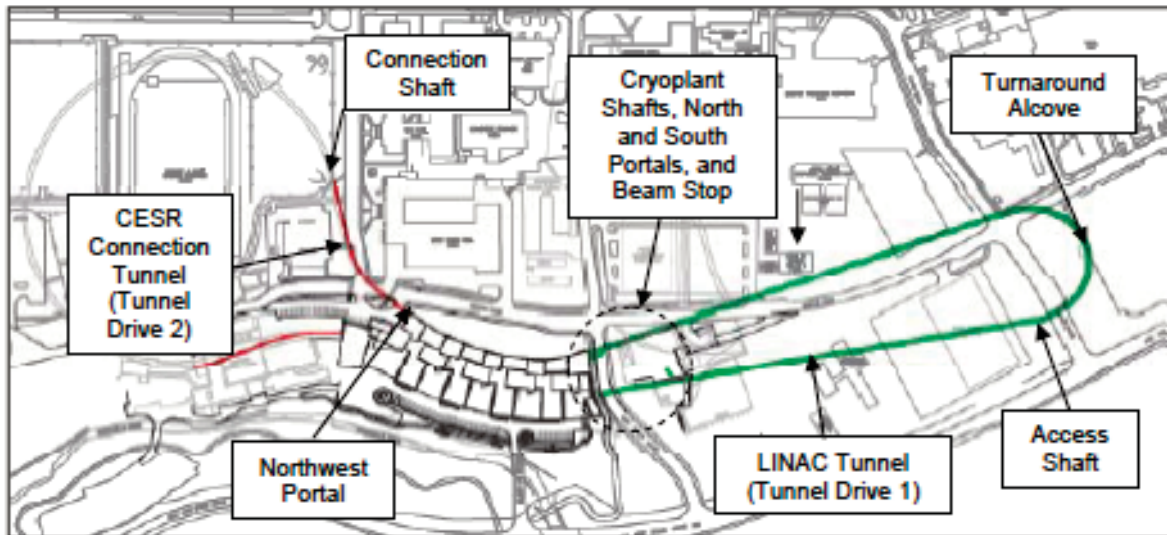 Connection
Shaft
Cryoplant
Shafts, North
and South
Portals, and
Beam Stop
Turnaround
Alcove
CESR
Connection
Tunnel
(Tunnel
Drive 2)
Northwest
Portal
LINAC Tunnel
(Tunnel Drive 1)
Access
Shaft